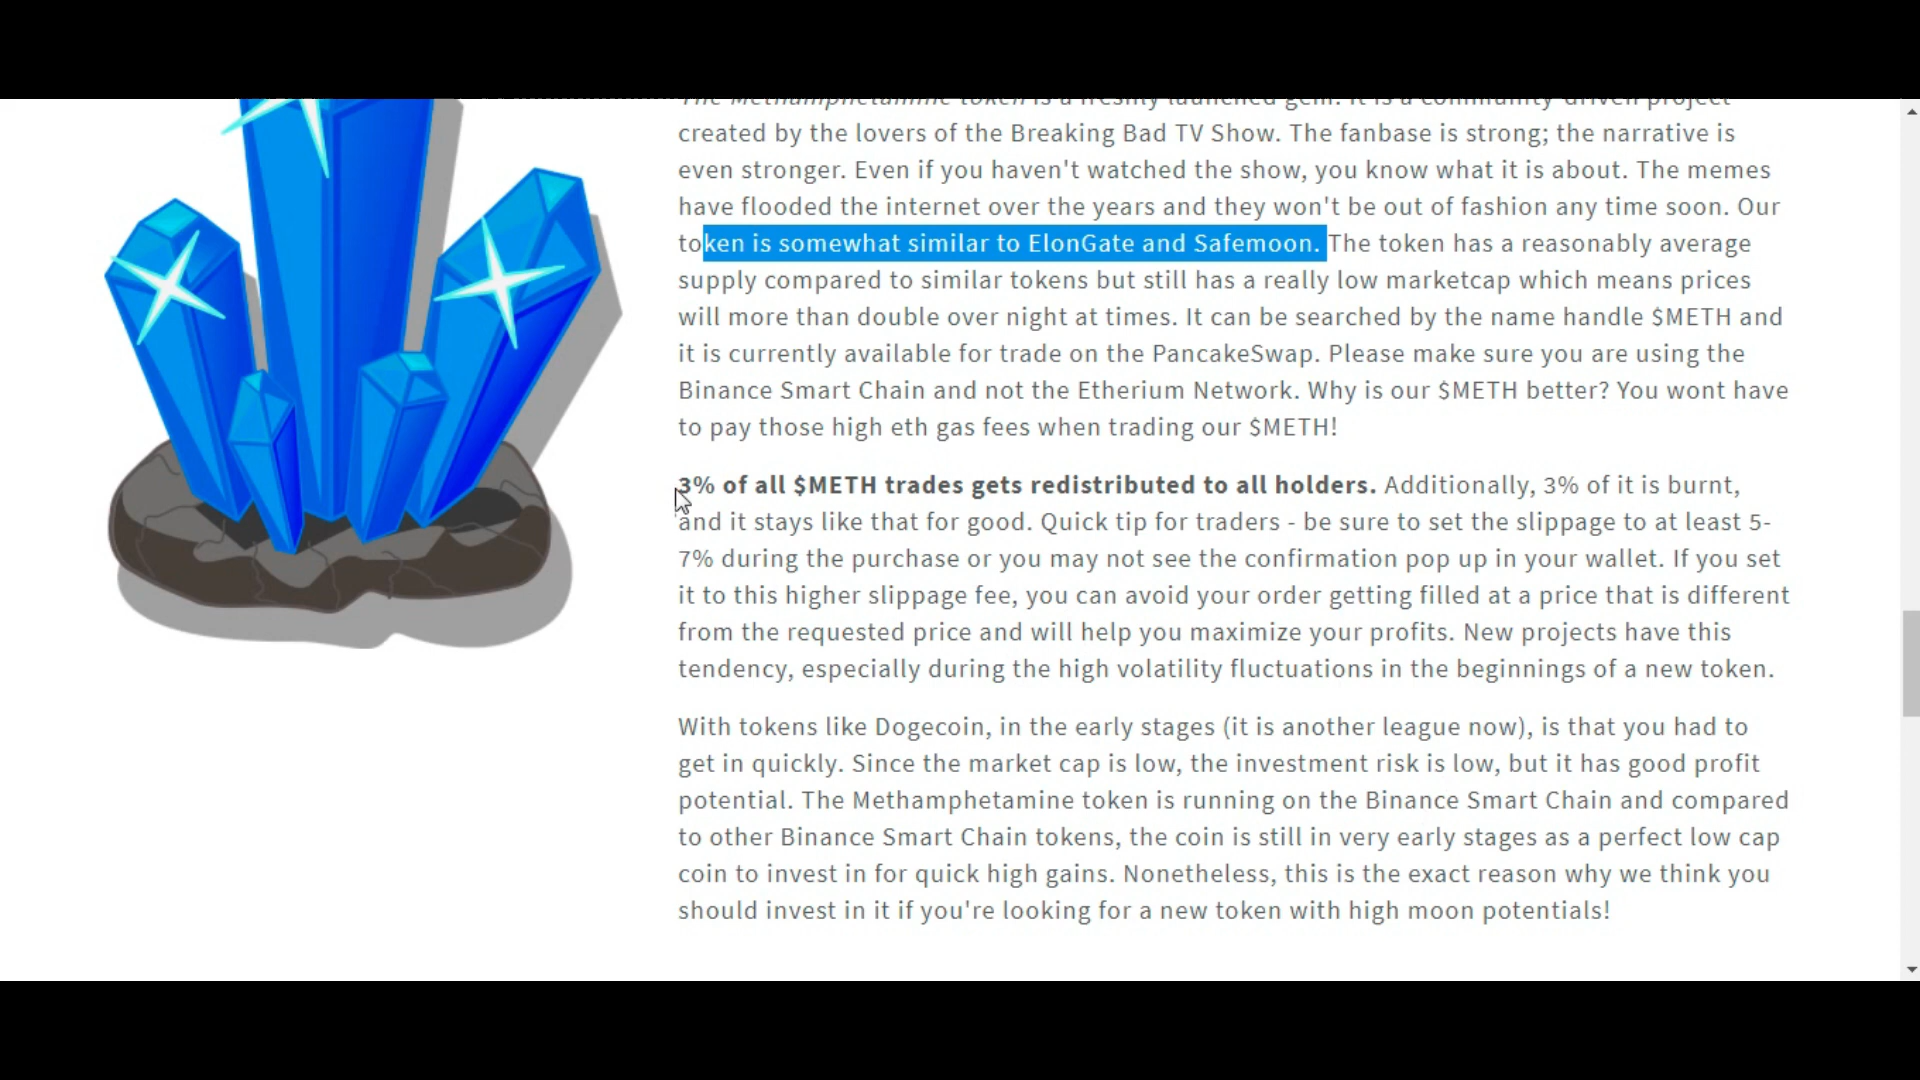 The Methamphetamine token is a freshly launched gem. It is a community-driven project
created by the lovers of the Breaking Bad TV Show. The fanbase is strong; the narrative is
even stronger. Even if you haven't watched the show, you know what it is about. The memes
have flooded the internet over the years and they won't be out of fashion any time soon. Our
token is somewhat similar to ElonGate and Safemoon. The token has a reasonably average
supply compared to similar tokens but still has a really low marketcap which means prices
will more than double over night at times. It can be searched by the name handle $METH and
it is currently available for trade on the PancakeSwap. Please make sure you are using the
Binance Smart Chain and not the Etherium Network. Why is our $METH better? You wont have
to pay those high eth gas fees when trading our $METH!
3% of all $METH trades gets redistributed to all holders. Additionally, 3% of it is burnt,
and it stays like that for good. Quick tip for traders - be sure to set the slippage to at least 5-
7% during the purchase or you may not see the confirmation pop up in your wallet. If you set
it to this higher slippage fee, you can avoid your order getting filled at a price that is different
from the requested price and will help you maximize your profits. New projects have this
tendency, especially during the high volatility fluctuations in the beginnings of a new token.
With tokens like Dogecoin, in the early stages (it is another league now), is that you had to
get in quickly. Since the market cap is low, the investment risk is low, but it has good profit
potential. The Methamphetamine token is running on the Binance Smart Chain and compared
to other Binance Smart Chain tokens, the coin is still in very early stages as a perfect low cap
coin to invest in for quick high gains. Nonetheless, this is the exact reason why we think you
should invest in it if you're looking for a new token with high moon potentials!